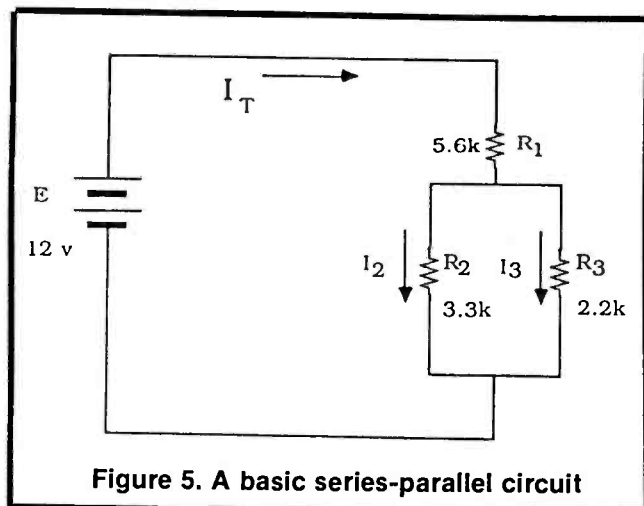 I T
5.6k R1
E
12 v
I2 R2 I3 R3
3.3k 2.2k
Figure 5. A basic series-parallel circuit